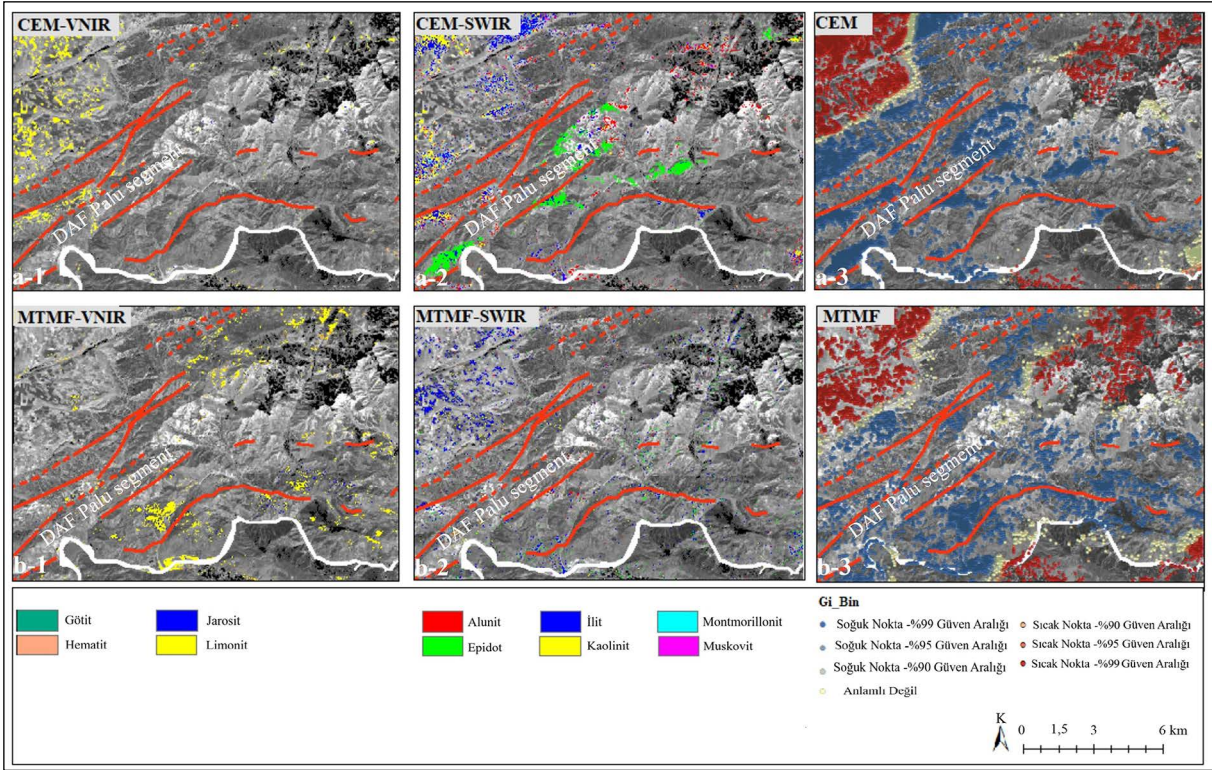 CEM-VNIR
DAF Palu segment
a-1
CEM-SWIR
DAF Palu segment
a-2
CEM
DAF Palu segment
a-3
MTMF-VNIR
DAF Palu segment
b-1
MTMF-SWIR
DAF Palu segment
b-2
MTMF
DAF Palu segment
b-3
Götit
Jarosit
Hematit
Limonit
Alunit
İlit
Montmorillonit
Epidot
Kaolinit
Muskovit
Gi_Bin
Soğuk Nokta -%99 Güven Aralığı
Sıcak Nokta -%90 Güven Aralığı
Soğuk Nokta -%95 Güven Aralığı
Sıcak Nokta -%95 Güven Aralığı
Soğuk Nokta -%90 Güven Aralığı
Sıcak Nokta -%99 Güven Aralığı
Anlamlı Değil
K
0 1,5 3 6 km